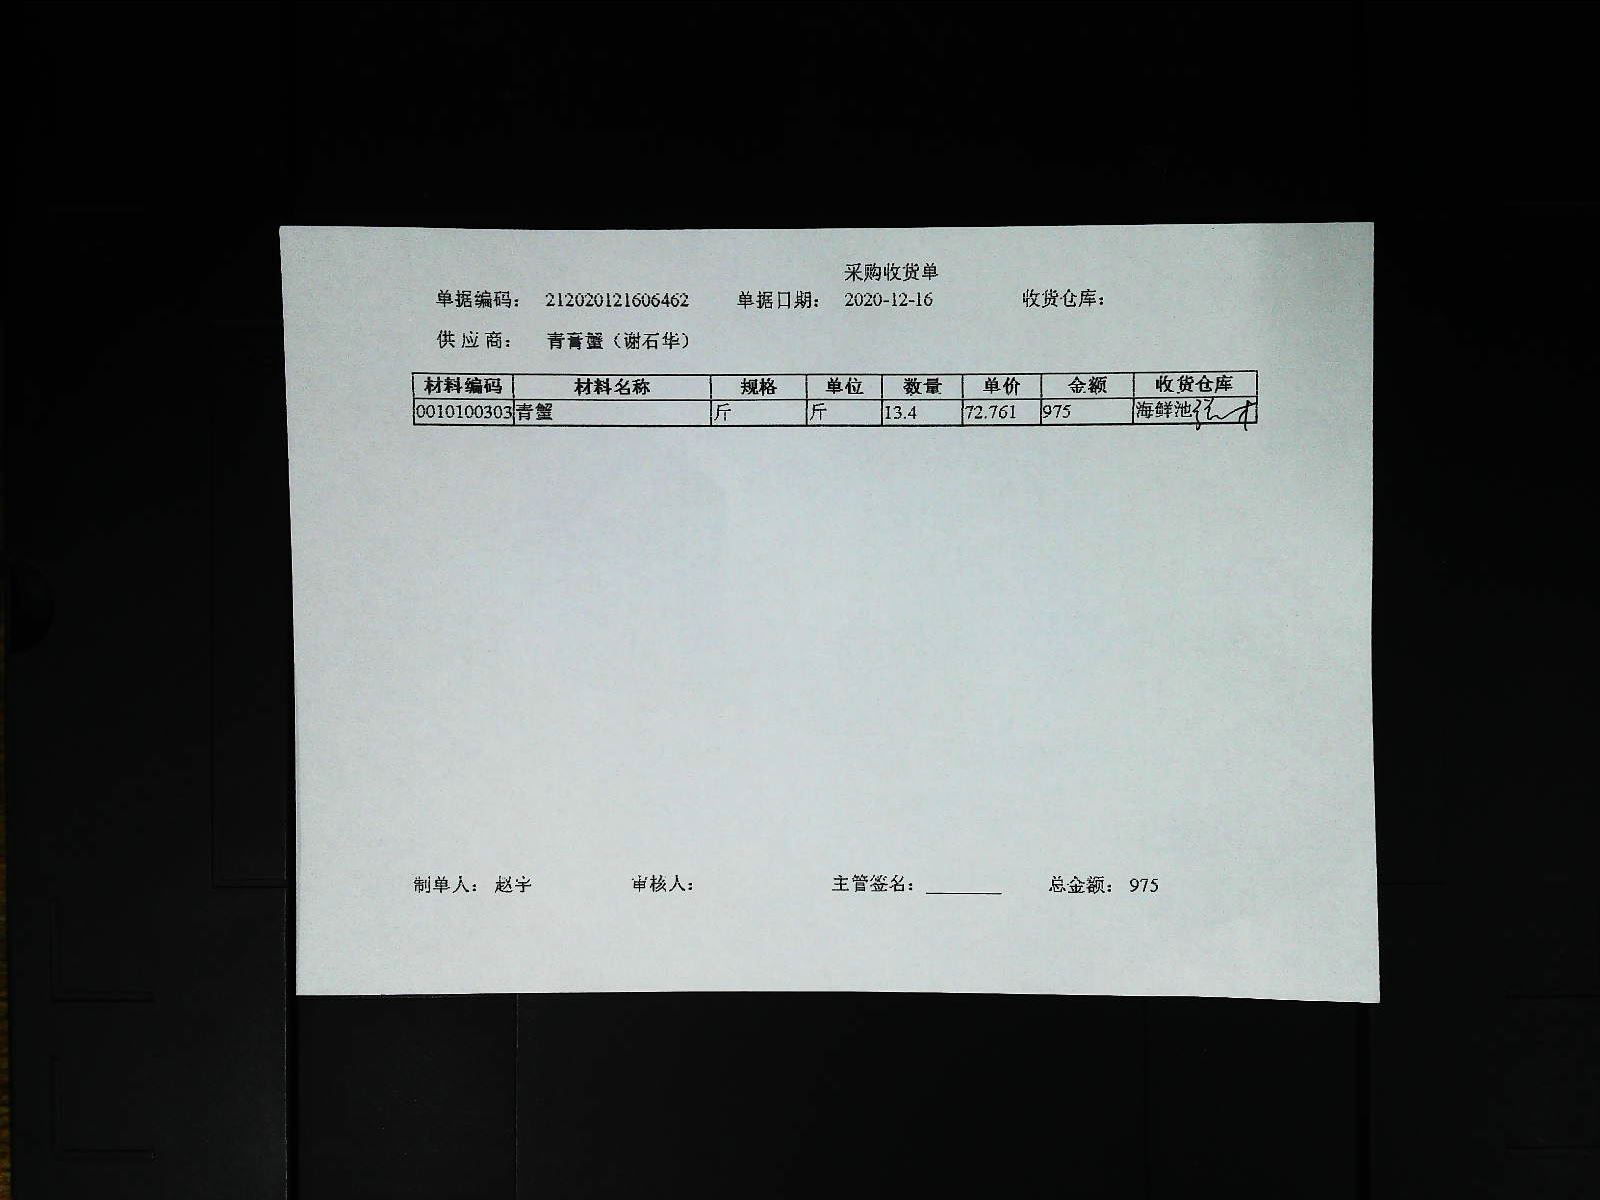 采购收货单
单据编码： 212020121606462 单据日期： 2020-12-16 收货仓库：
供 应 商： 青膏蟹（谢石华）
材料编码 材料名称 规格 单位 数量 单价 金额 收货仓库
0010100303 青蟹 斤 斤 13.4 72.761 975 海鲜池
制单人： 赵宇 审核人： 主管签名： 总金额： 975